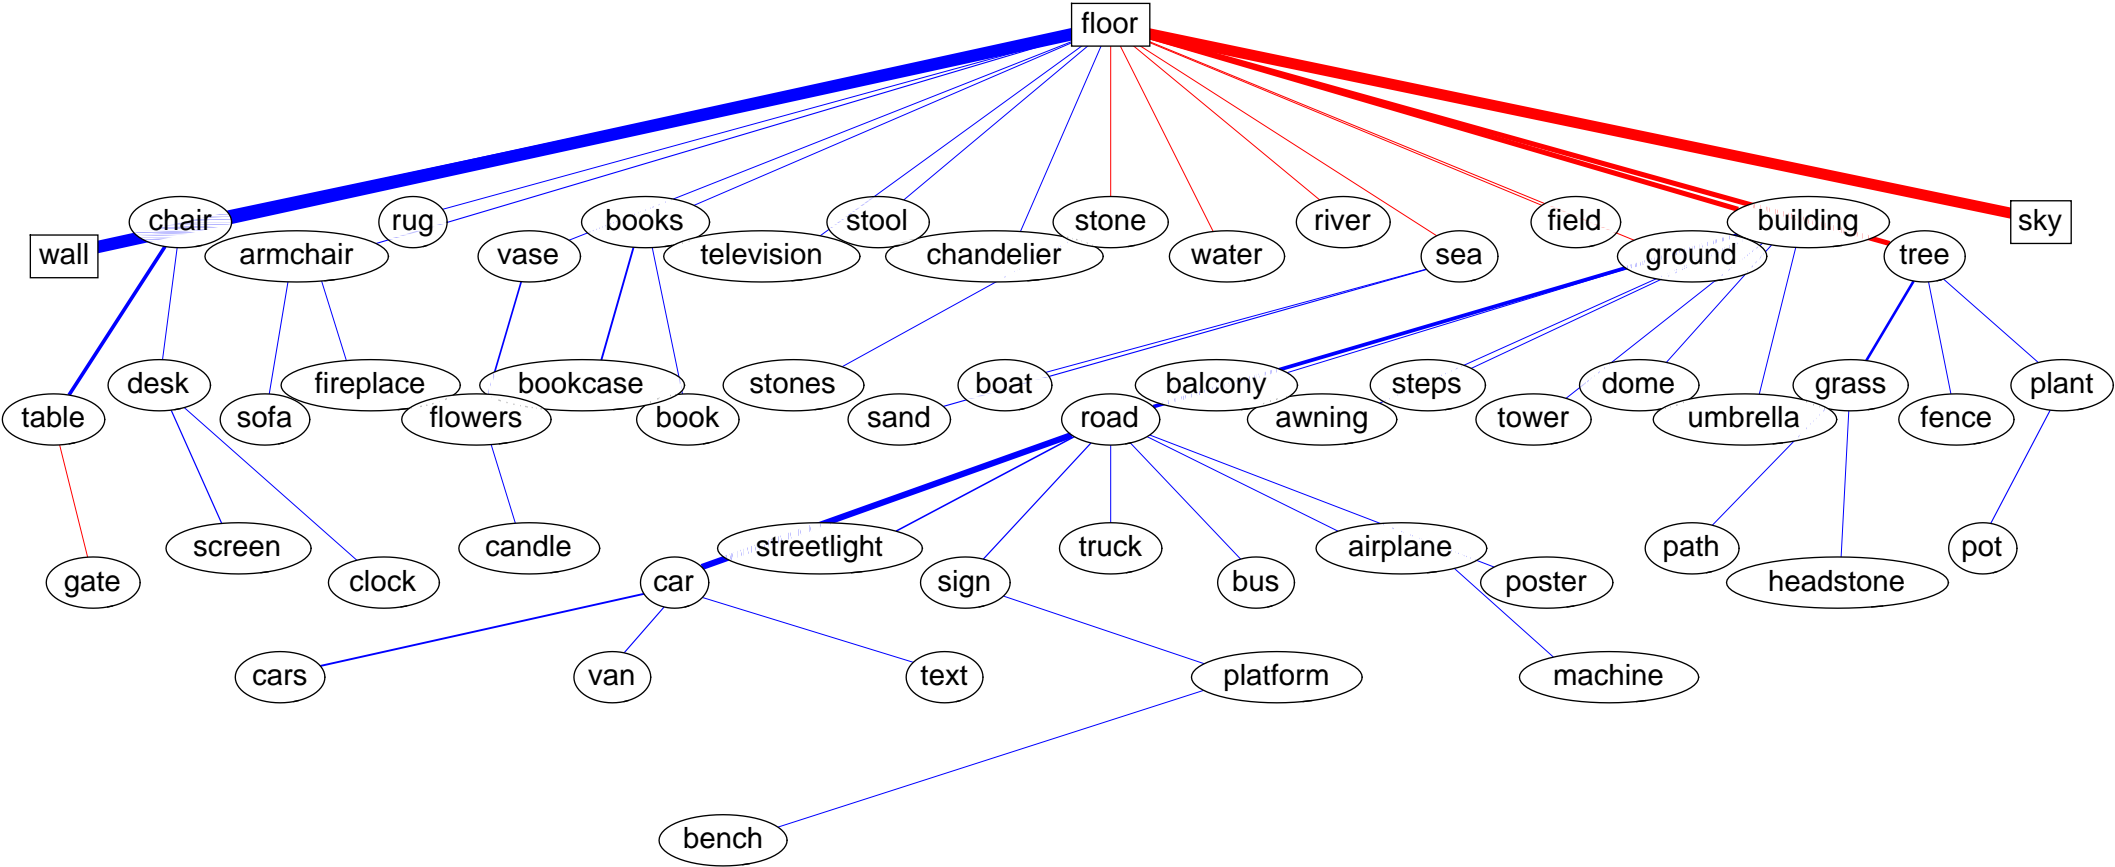 floor
chair
rug
books
stool
stone
river
field
building
sky
wall
armchair
vase
television
chandelier
water
sea
ground
tree
desk
fireplace
bookcase
stones
boat
balcony
steps
dome
grass
plant
table
sofa
flowers
book
sand
road
awning
tower
umbrella
fence
screen
candle
streetlight
truck
airplane
path
pot
gate
clock
car
sign
bus
poster
headstone
cars
van
text
platform
machine
bench